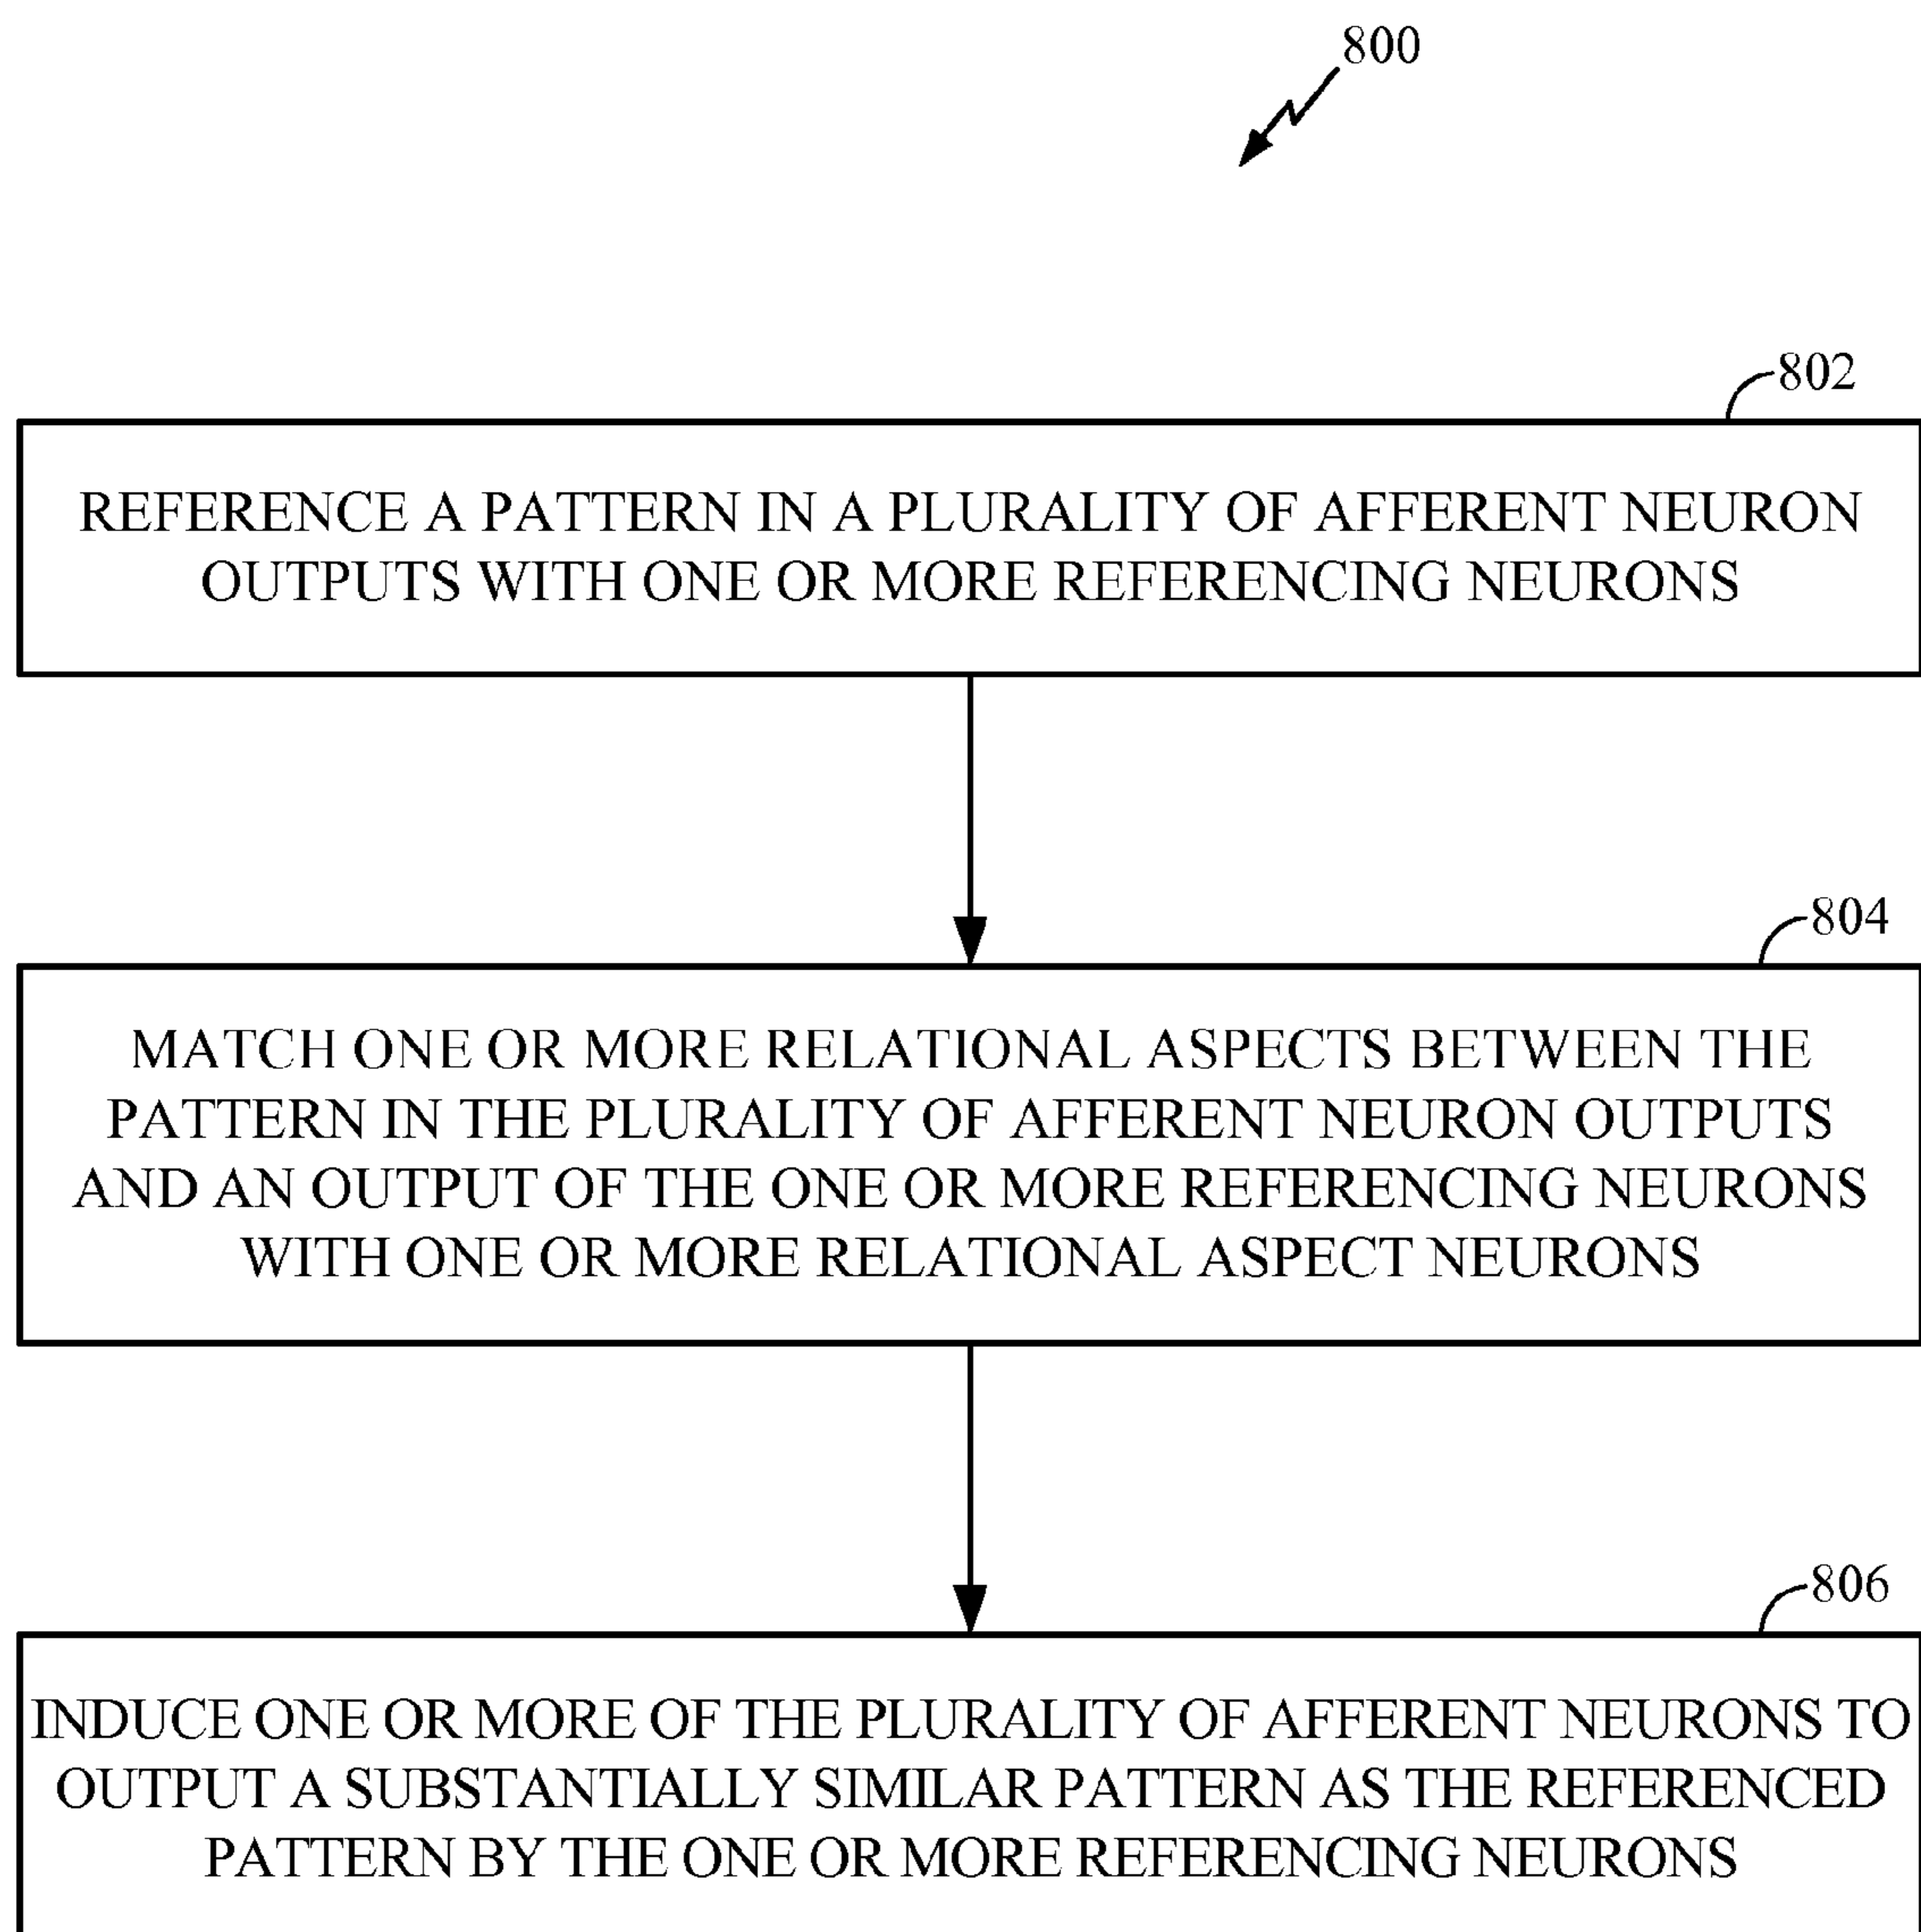 800
802
REFERENCE A PATTERN IN A PLURALITY OF AFFERENT NEURON
OUTPUTS WITH ONE OR MORE REFERENCING NEURONS
804
MATCH ONE OR MORE RELATIONAL ASPECTS BETWEEN THE
PATTERN IN THE PLURALITY OF AFFERENT NEURON OUTPUTS
AND AN OUTPUT OF THE ONE OR MORE REFERENCING NEURONS
WITH ONE OR MORE RELATIONAL ASPECT NEURONS
806
INDUCE ONE OR MORE OF THE PLURALITY OF AFFERENT NEURONS TO
OUTPUT A SUBSTANTIALLY SIMILAR PATTERN AS THE REFERENCED
PATTERN BY THE ONE OR MORE REFERENCING NEURONS